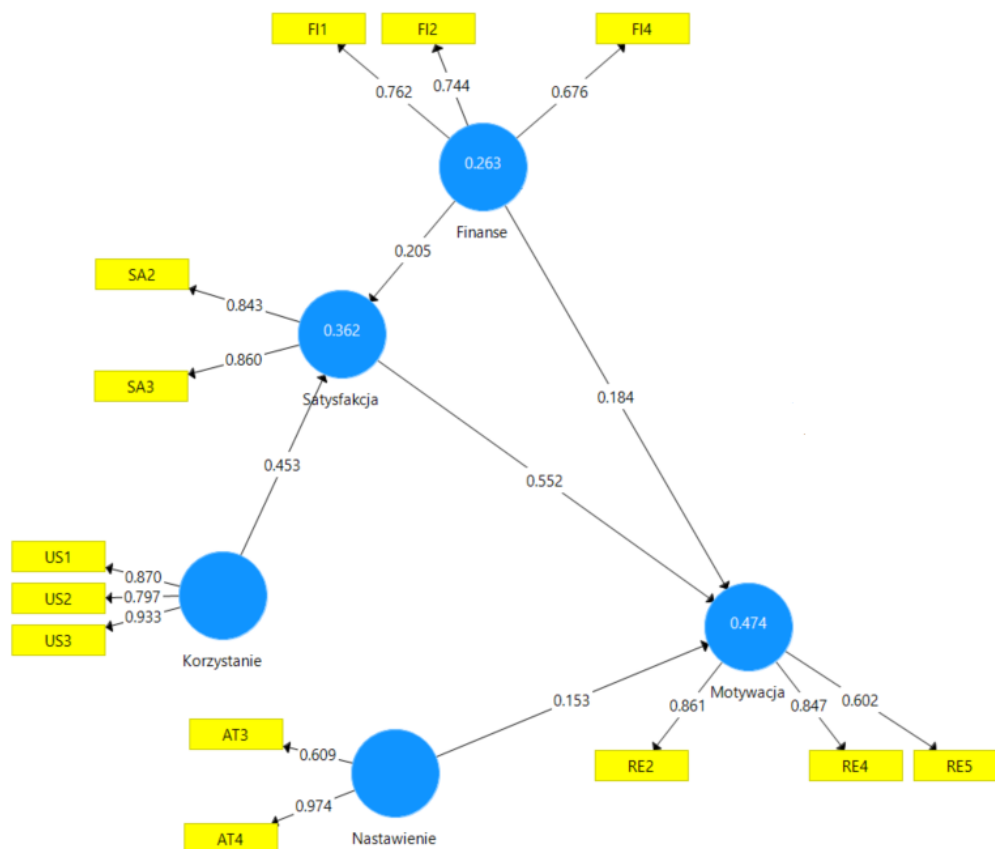 FI1
FI2
FI4
0.762
0.744
0.676
0.263
Finanse
0.205
SA2
0.843
0.362
0.860
SA3
Satysfakcja
0.184
0.453
0.552
US1
0.870
US2
0.797
US3
0.933
Korzystanie
0.474
Motywacja
0.153
0.861
0.847
0.602
AT3
0.609
RE2
RE4
RE5
0.974
AT4
Nastawienie